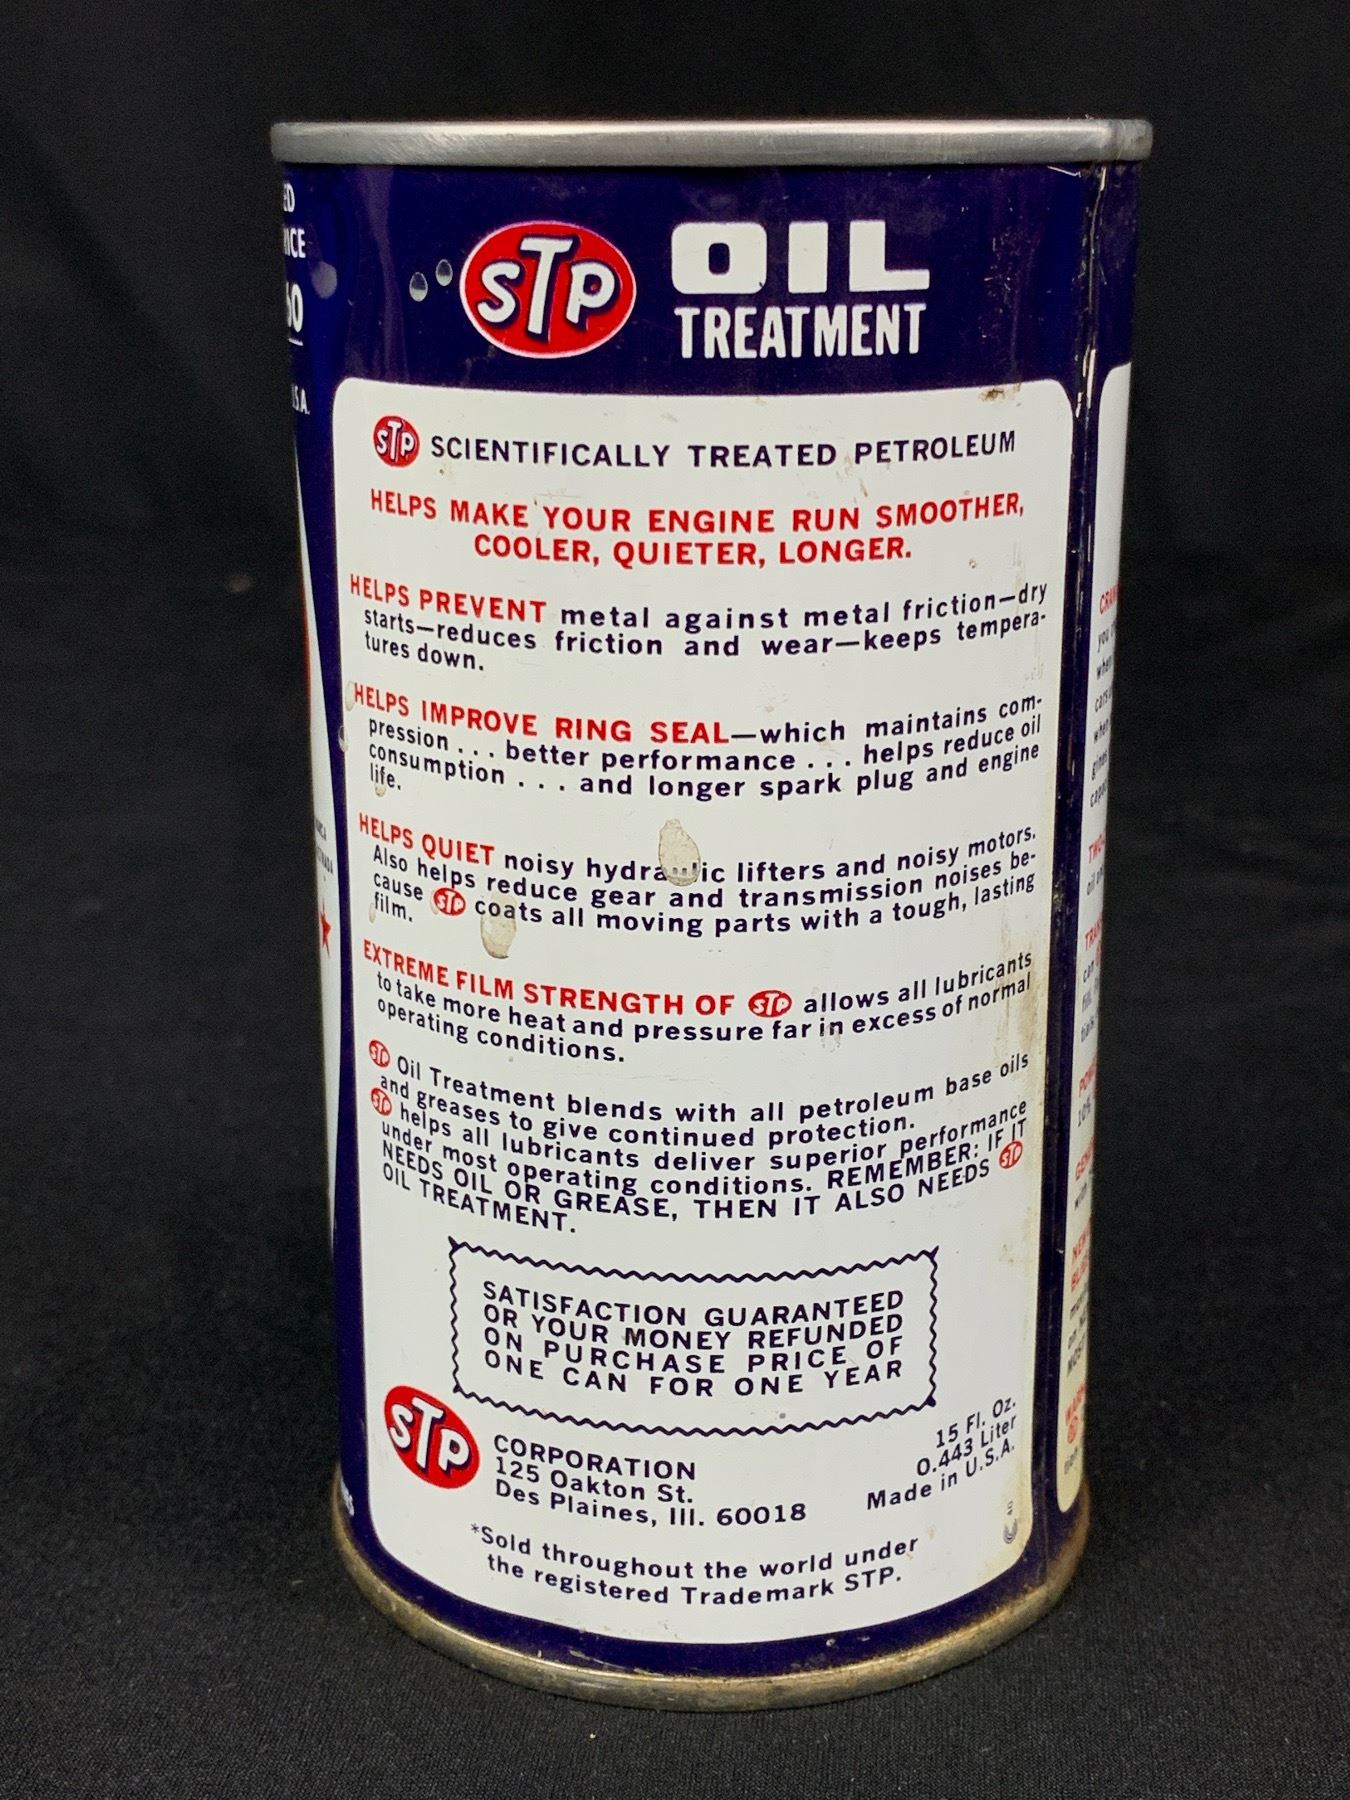 STP OIL
TREATMENT
STP SCIENTIFICALLY TREATED PETROLEUM
HELPS MAKE YOUR ENGINE RUN SMOOTHER,
COOLER, QUIETER, LONGER.
HELPS PREVENT metal against metal friction—dry
starts—reduces friction and wear—keeps tempera-
tures down.
HELPS IMPROVE RING SEAL—which maintains com-
pression . . . better performance . . . helps reduce oil
consumption . . . and longer spark plug and engine
life.
HELPS QUIET noisy hydraulic lifters and noisy motors.
Also helps reduce gear and transmission noises be-
cause STP coats all moving parts with a tough, lasting
film.
EXTREME FILM STRENGTH OF STP allows all lubricants
to take more heat and pressure far in excess of normal
operating conditions.
STP Oil Treatment blends with all petroleum base oils
and greases to give continued protection.
STP helps all lubricants deliver superior performance
under most operating conditions. REMEMBER: IF IT
NEEDS OIL OR GREASE, THEN IT ALSO NEEDS STP
OIL TREATMENT.
SATISFACTION GUARANTEED
OR YOUR MONEY REFUNDED
ON PURCHASE PRICE OF
ONE CAN FOR ONE YEAR
STP CORPORATION
125 Oakton St.
Des Plaines, Ill. 60018
15 Fl. Oz.
0.443 Liter
Made in U.S.A.
*Sold throughout the world under
the registered Trademark STP.